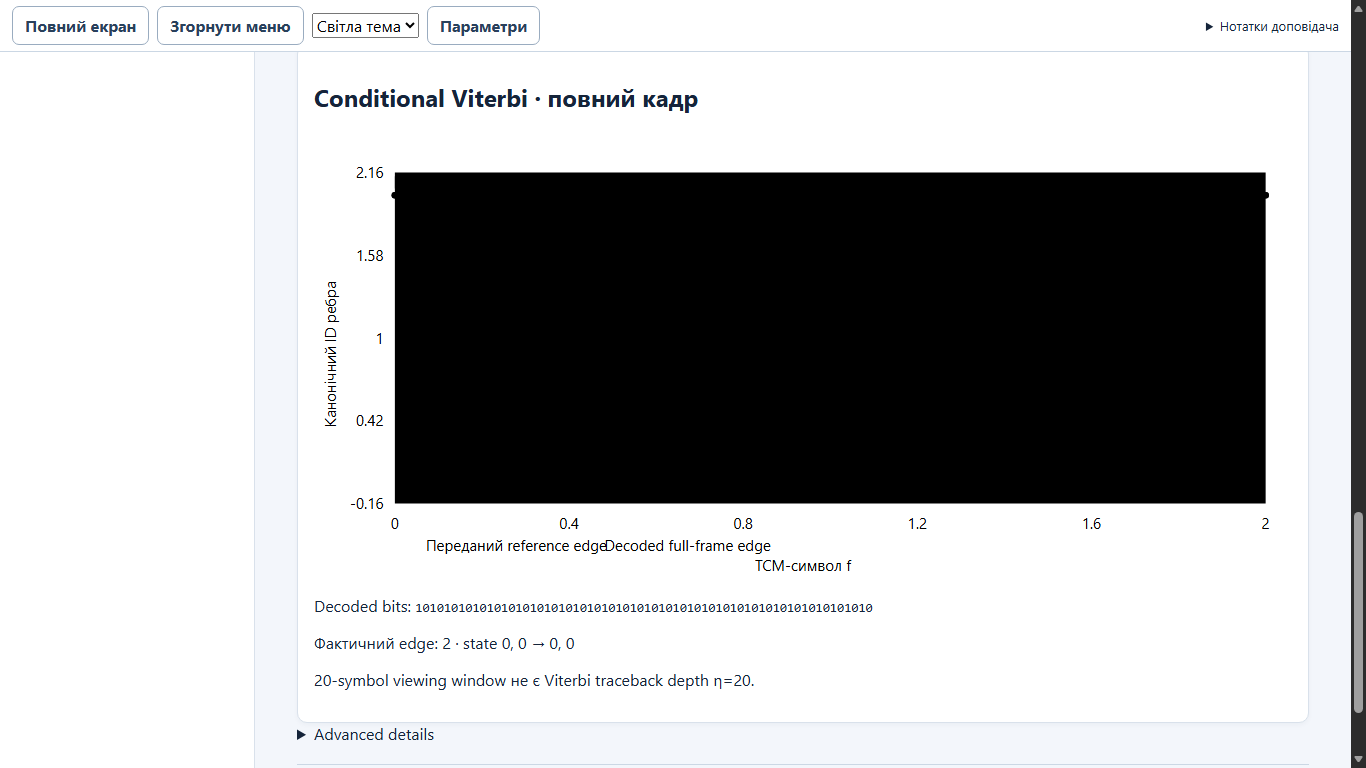 Повний екран Згорнути меню Світла тема Параметри Нотатки доповідача
Conditional Viterbi · повний кадр
2.16
1.58
1
0.42
-0.16
Канонічний ID ребра
0 0.4 0.8 1.2 1.6 2
Переданий reference edge Decoded full-frame edge
TCM-символ f
Decoded bits: 1010101010101010101010101010101010101010101010101010101010101010
Фактичний edge: 2 · state 0, 0 → 0, 0
20-symbol viewing window не є Viterbi traceback depth η=20.
Advanced details